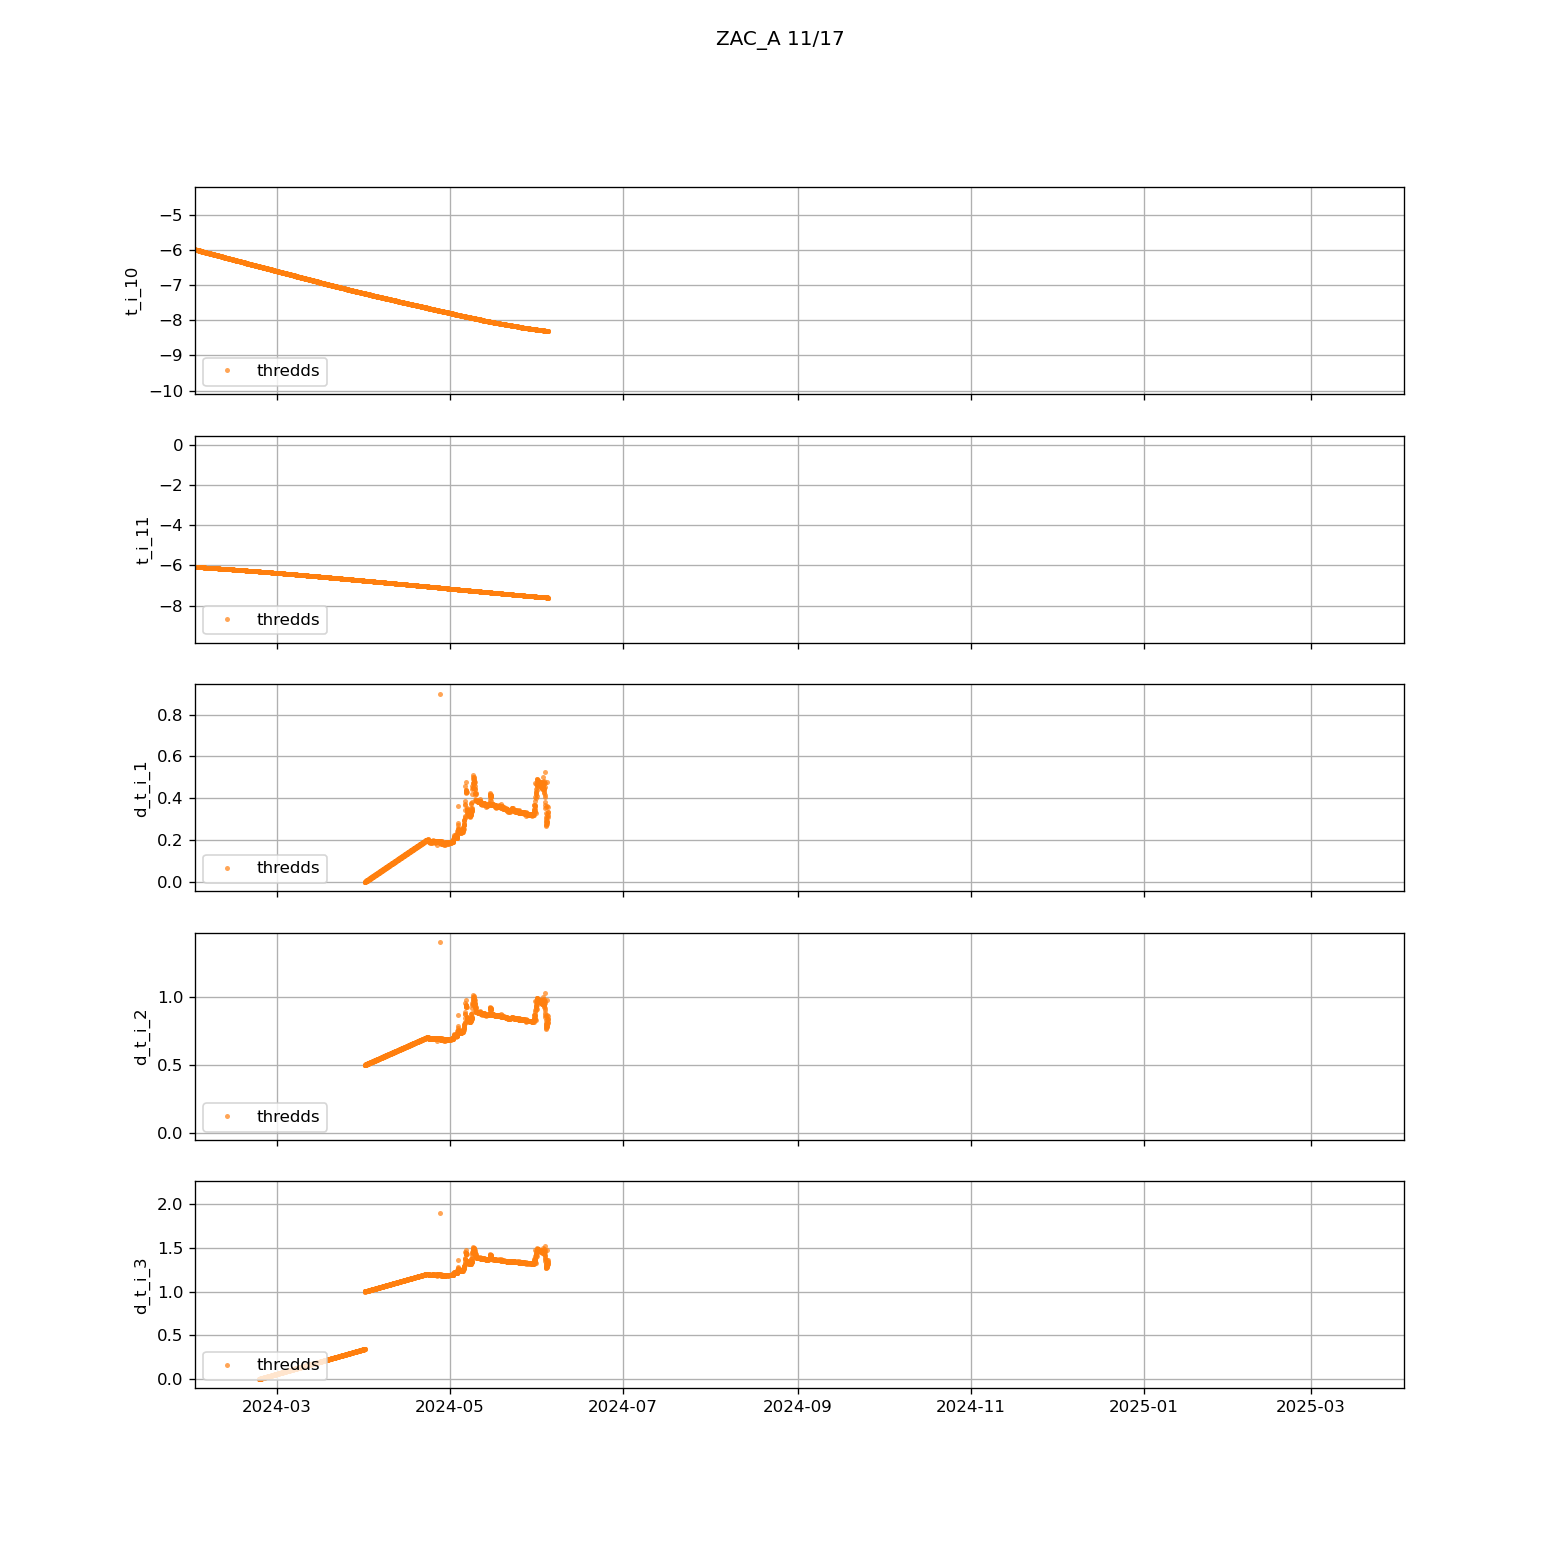 ZAC_A 11/17
t_i_10
−5
−6
−7
−8
−9
−10
thredds
t_i_11
0
−2
−4
−6
−8
thredds
d_t_i_1
0.8
0.6
0.4
0.2
0.0
thredds
d_t_i_2
1.0
0.5
0.0
thredds
d_t_i_3
2.0
1.5
1.0
0.5
0.0
thredds
2024-03 2024-05 2024-07 2024-09 2024-11 2025-01 2025-03